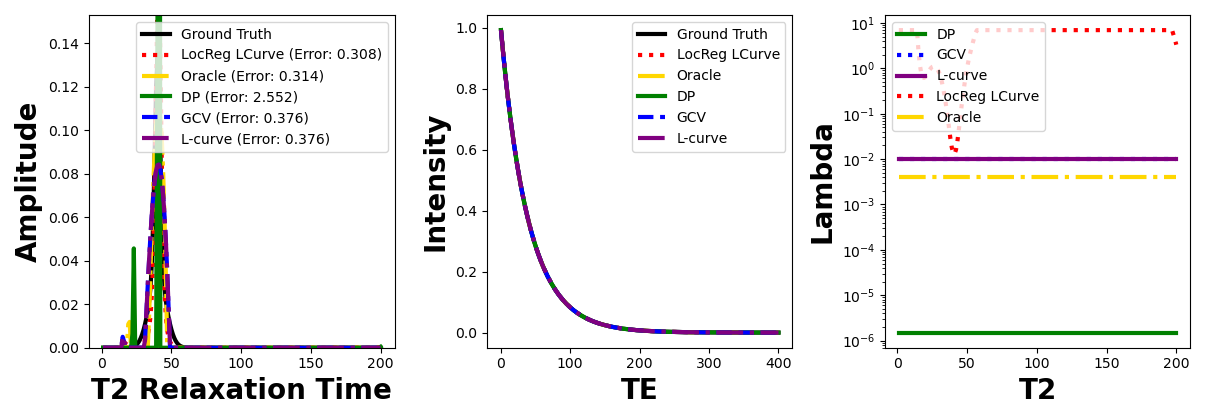 Amplitude
0.14
0.12
0.10
0.08
0.06
0.04
0.02
0.00
Ground Truth
LocReg LCurve (Error: 0.308)
Oracle (Error: 0.314)
DP (Error: 2.552)
GCV (Error: 0.376)
L-curve (Error: 0.376)
0 50 100 150 200
T2 Relaxation Time
Intensity
1.0
0.8
0.6
0.4
0.2
0.0
Ground Truth
LocReg LCurve
Oracle
DP
GCV
L-curve
0 100 200 300 400
TE
Lambda
10^1
10^0
10^-1
10^-2
10^-3
10^-4
10^-5
10^-6
DP
GCV
L-curve
LocReg LCurve
Oracle
0 50 100 150 200
T2